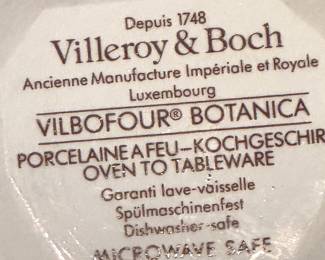 Depuis 1748
Villeroy & Boch
Ancienne Manufacture Impériale et Royale
Luxembourg
VILBOFOUR® BOTANICA
PORCELAINE A FEU–KOCHGESCHIR
OVEN TO TABLEWARE
Garanti lave-vaisselle
Spülmaschinenfest
Dishwasher-safe
MICROWAVE SAFE